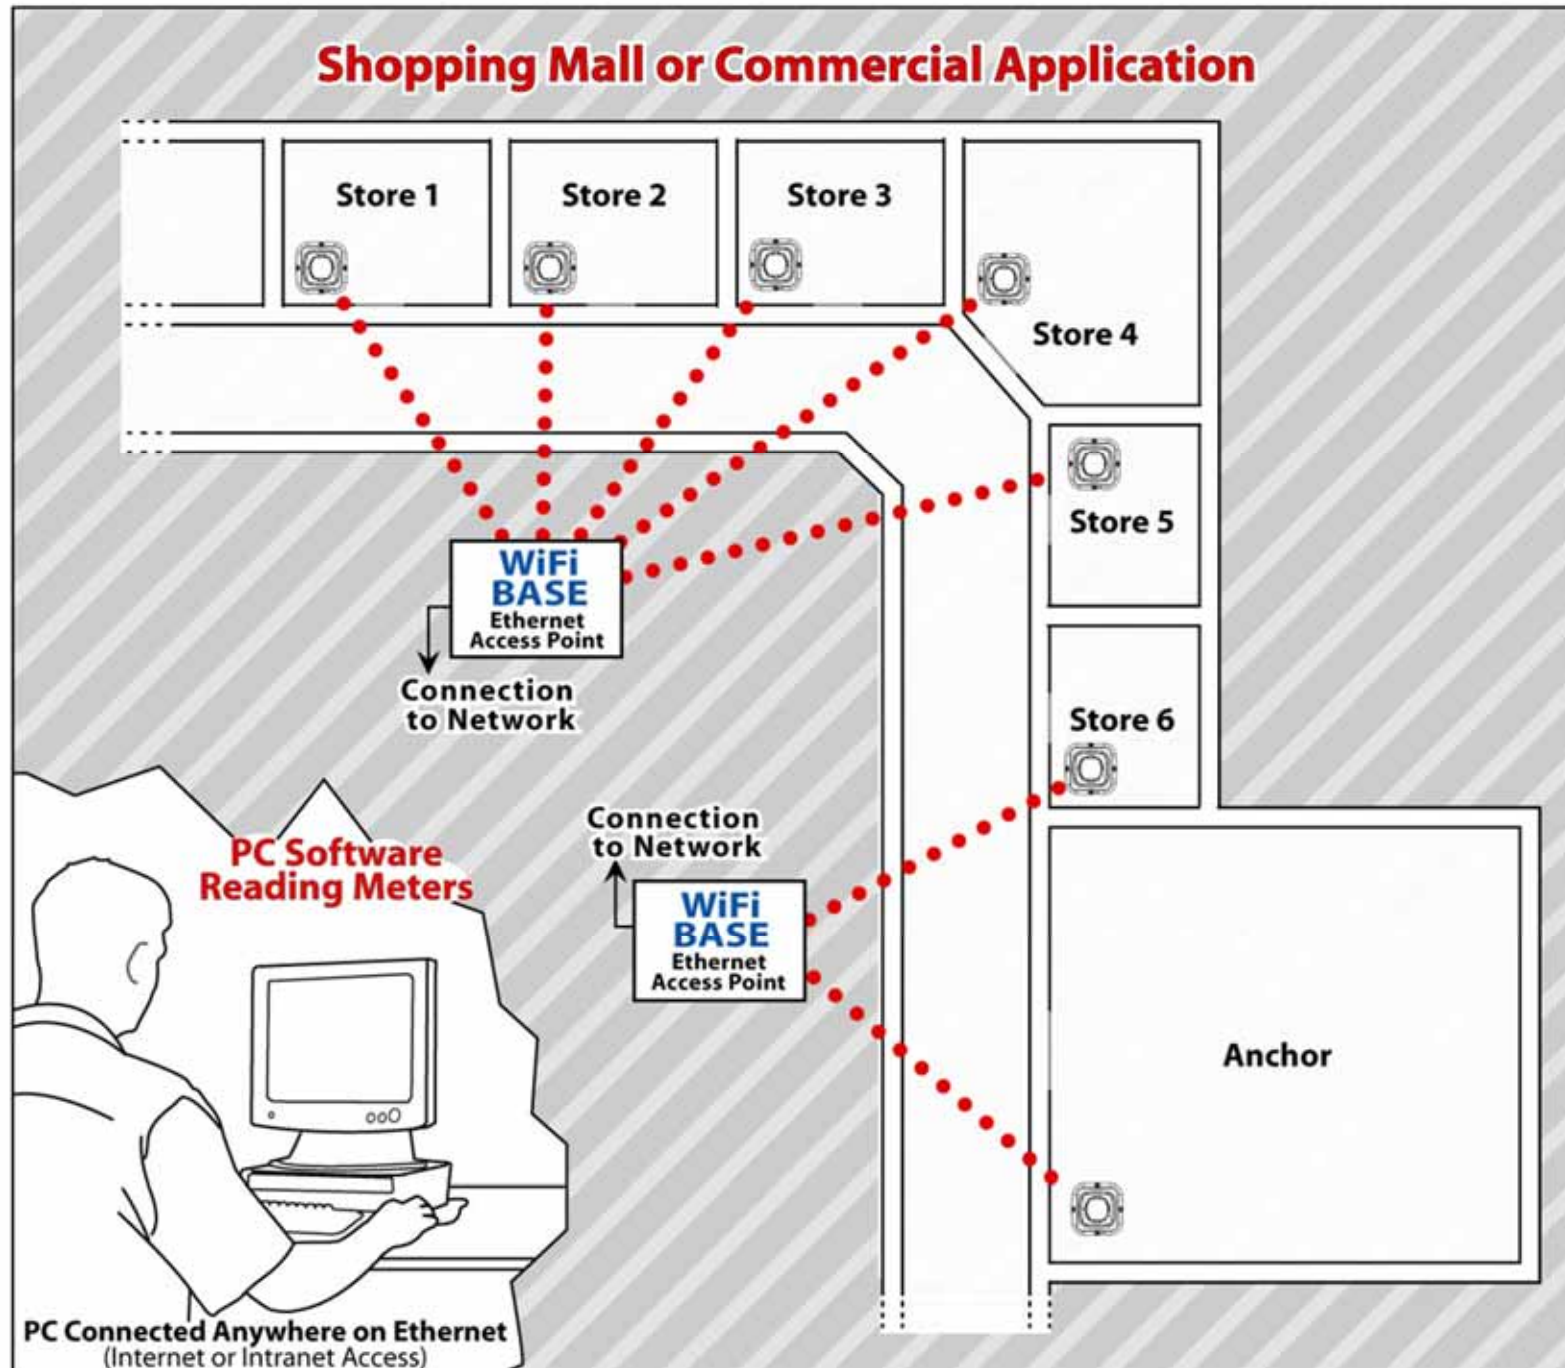 Shopping Mall or Commercial Application
Store 1
Store 2
Store 3
Store 4
Store 5
Store 6
WiFi
BASE
Ethernet
Access Point
Connection
to Network
Connection
to Network
WiFi
BASE
Ethernet
Access Point
Anchor
PC Software
Reading Meters
PC Connected Anywhere on Ethernet
(Internet or Intranet Access)